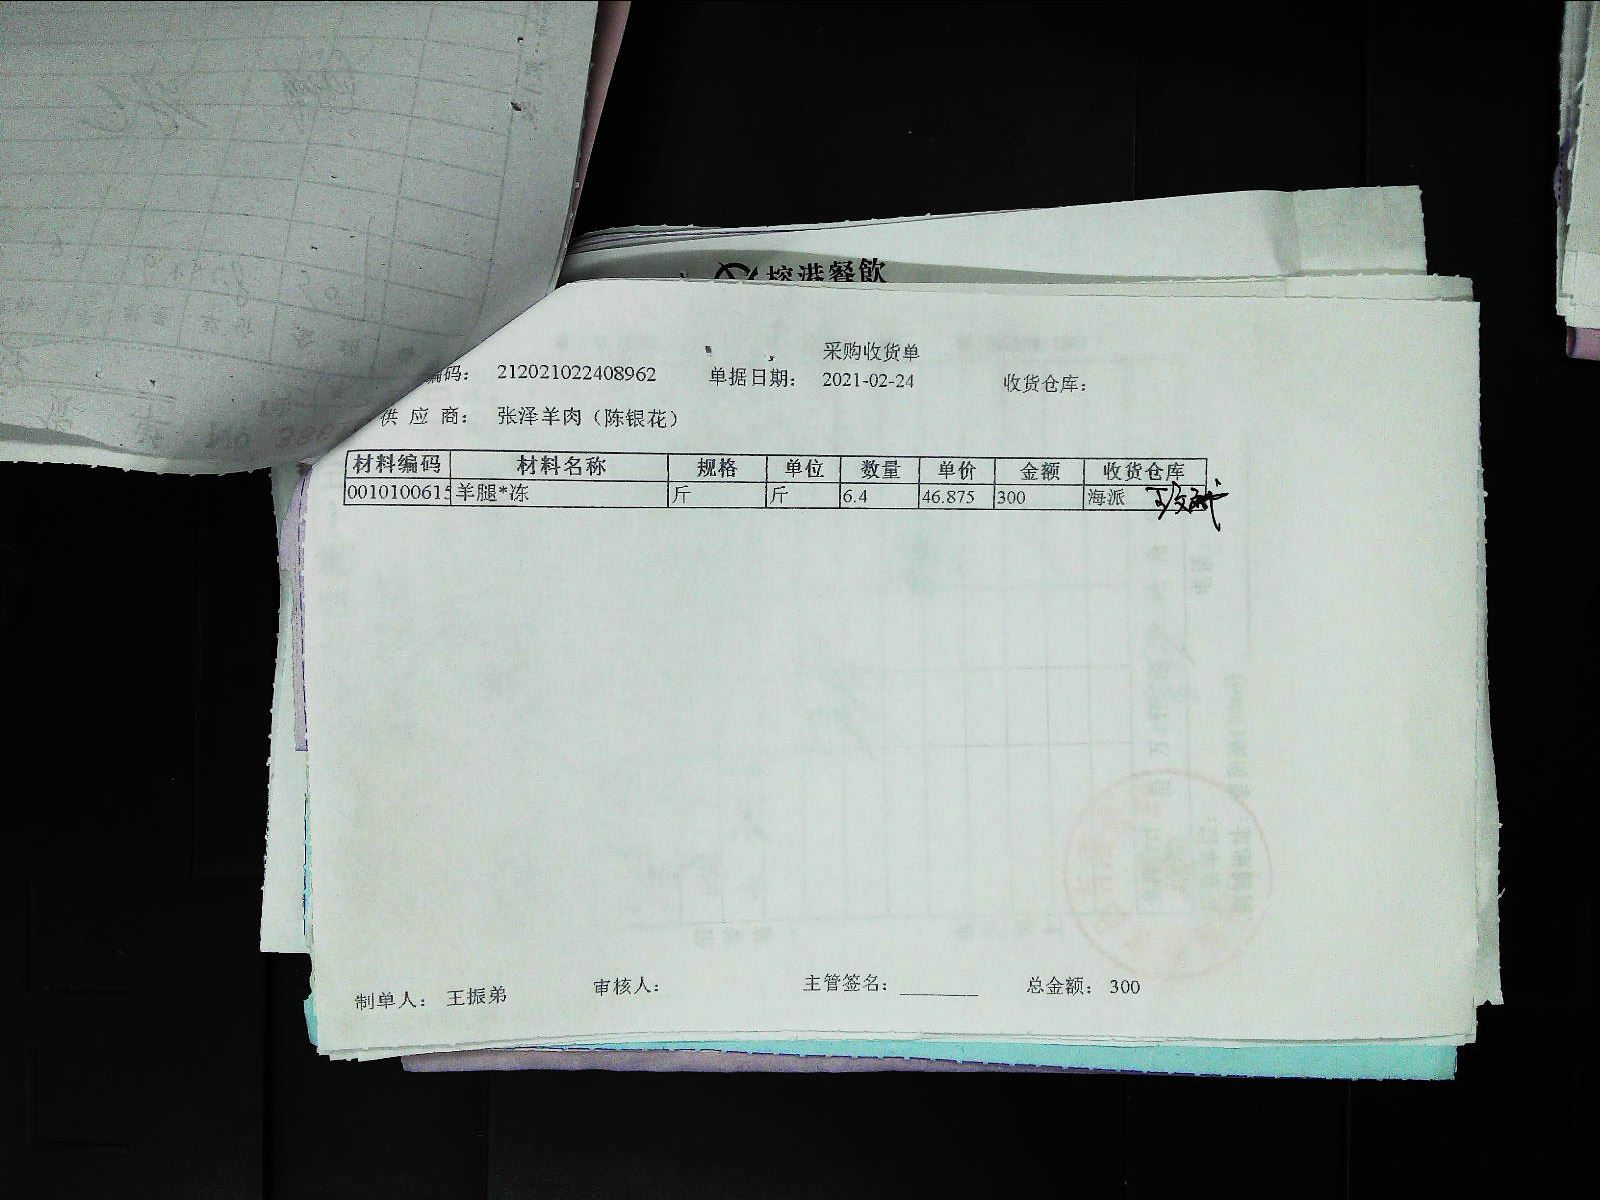 榕港餐飲
采购收货单
编码： 212021022408962 单据日期： 2021-02-24 收货仓库：
供 应 商： 张泽羊肉（陈银花）
材料编码 材料名称 规格 单位 数量 单价 金额 收货仓库
0010100615 羊腿*冻 斤 斤 6.4 46.875 300 海派
制单人： 王振弟 审核人： 主管签名： ________ 总金额： 300